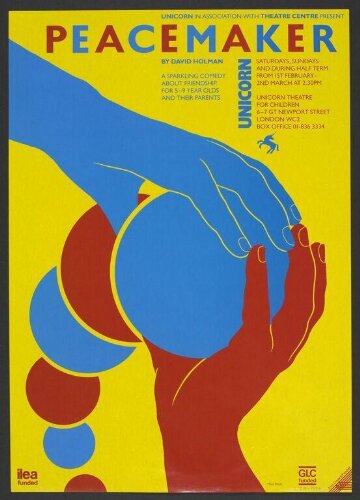 UNICORN IN ASSOCIATION WITH THEATRE CENTRE PRESENT
PEACEMAKER
BY DAVID HOLMAN
A SPARKLING COMEDY
ABOUT FRIENDSHIP
FOR 5-9 YEAR OLDS
AND THEIR PARENTS
UNICORN
SATURDAYS, SUNDAYS
AND DURING HALF TERM
FROM 1ST FEBRUARY -
2ND MARCH AT 2.30PM
UNICORN THEATRE
FOR CHILDREN
6-7 GT NEWPORT STREET
LONDON WC2
BOX OFFICE 01-836 3334
ilea
funded
GLC
funded